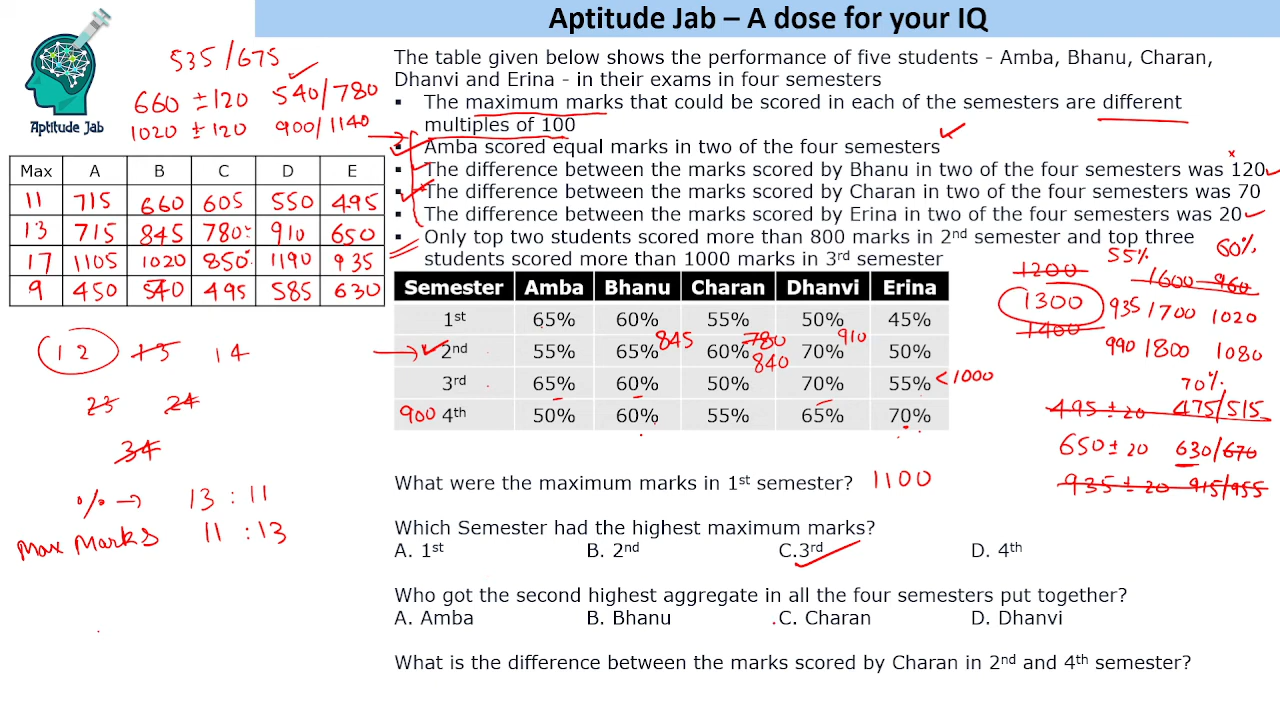 Aptitude Jab – A dose for your IQ
Aptitude Jab
The table given below shows the performance of five students - Amba, Bhanu, Charan,
Dhanvi and Erina - in their exams in four semesters
▪ The maximum marks that could be scored in each of the semesters are different
multiples of 100
▪ Amba scored equal marks in two of the four semesters
▪ The difference between the marks scored by Bhanu in two of the four semesters was 120
▪ The difference between the marks scored by Charan in two of the four semesters was 70
▪ The difference between the marks scored by Erina in two of the four semesters was 20
▪ Only top two students scored more than 800 marks in 2nd semester and top three
students scored more than 1000 marks in 3rd semester
535/675
660 ±120 540/780
1020 ±120 900/1140
Max A B C D E
11 715 660 605 550 495
13 715 845 780 910 650
17 1105 1020 850 1190 935
9 450 540 495 585 630
12 13 14
23 24
34
% → 13 : 11
Max Marks 11 : 13
Semester Amba Bhanu Charan Dhanvi Erina
1st 65% 60% 55% 50% 45%
2nd 55% 65% 845 60% 780 840 70% 910 50%
3rd 65% 60% 50% 70% 55% <1000
900 4th 50% 60% 55% 65% 70%
55% 60%
1200 1600 960
1300 935 1700 1020
1400 990 1800 1080
70%
495 ± 20 475/515
650 ± 20 630/670
935 ± 20 915/955
What were the maximum marks in 1st semester? 1100
Which Semester had the highest maximum marks?
A. 1st B. 2nd C.3rd D. 4th
Who got the second highest aggregate in all the four semesters put together?
A. Amba B. Bhanu C. Charan D. Dhanvi
What is the difference between the marks scored by Charan in 2nd and 4th semester?